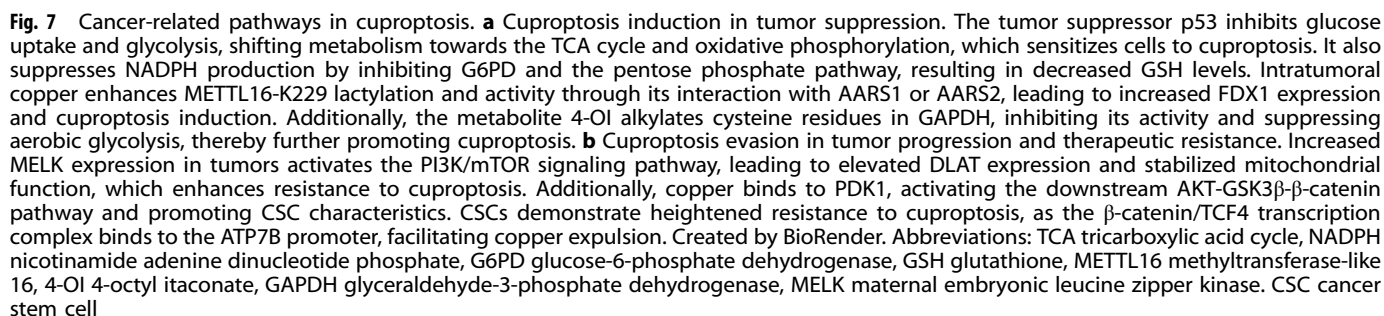 Fig. 7 Cancer-related pathways in cuproptosis. a Cuproptosis induction in tumor suppression. The tumor suppressor p53 inhibits glucose
uptake and glycolysis, shifting metabolism towards the TCA cycle and oxidative phosphorylation, which sensitizes cells to cuproptosis. It also
suppresses NADPH production by inhibiting G6PD and the pentose phosphate pathway, resulting in decreased GSH levels. Intratumoral
copper enhances METTL16-K229 lactylation and activity through its interaction with AARS1 or AARS2, leading to increased FDX1 expression
and cuproptosis induction. Additionally, the metabolite 4-OI alkylates cysteine residues in GAPDH, inhibiting its activity and suppressing
aerobic glycolysis, thereby further promoting cuproptosis. b Cuproptosis evasion in tumor progression and therapeutic resistance. Increased
MELK expression in tumors activates the PI3K/mTOR signaling pathway, leading to elevated DLAT expression and stabilized mitochondrial
function, which enhances resistance to cuproptosis. Additionally, copper binds to PDK1, activating the downstream AKT-GSK3β-β-catenin
pathway and promoting CSC characteristics. CSCs demonstrate heightened resistance to cuproptosis, as the β-catenin/TCF4 transcription
complex binds to the ATP7B promoter, facilitating copper expulsion. Created by BioRender. Abbreviations: TCA tricarboxylic acid cycle, NADPH
nicotinamide adenine dinucleotide phosphate, G6PD glucose-6-phosphate dehydrogenase, GSH glutathione, METTL16 methyltransferase-like
16, 4-OI 4-octyl itaconate, GAPDH glyceraldehyde-3-phosphate dehydrogenase, MELK maternal embryonic leucine zipper kinase. CSC cancer
stem cell